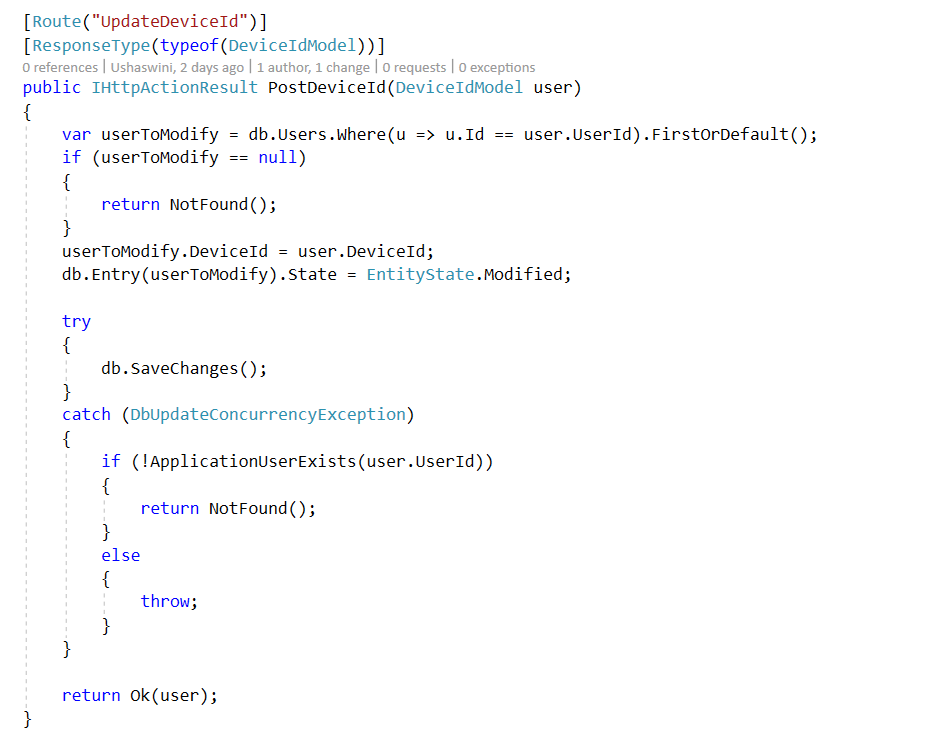 [Route("UpdateDeviceId")]
[ResponseType(typeof(DeviceIdModel))]
0 references | Ushaswini, 2 days ago | 1 author, 1 change | 0 requests | 0 exceptions
public IHttpActionResult PostDeviceId(DeviceIdModel user)
{
    var userToModify = db.Users.Where(u => u.Id == user.UserId).FirstOrDefault();
    if (userToModify == null)
    {
        return NotFound();
    }
    userToModify.DeviceId = user.DeviceId;
    db.Entry(userToModify).State = EntityState.Modified;

    try
    {
        db.SaveChanges();
    }
    catch (DbUpdateConcurrencyException)
    {
        if (!ApplicationUserExists(user.UserId))
        {
            return NotFound();
        }
        else
        {
            throw;
        }
    }

    return Ok(user);
}